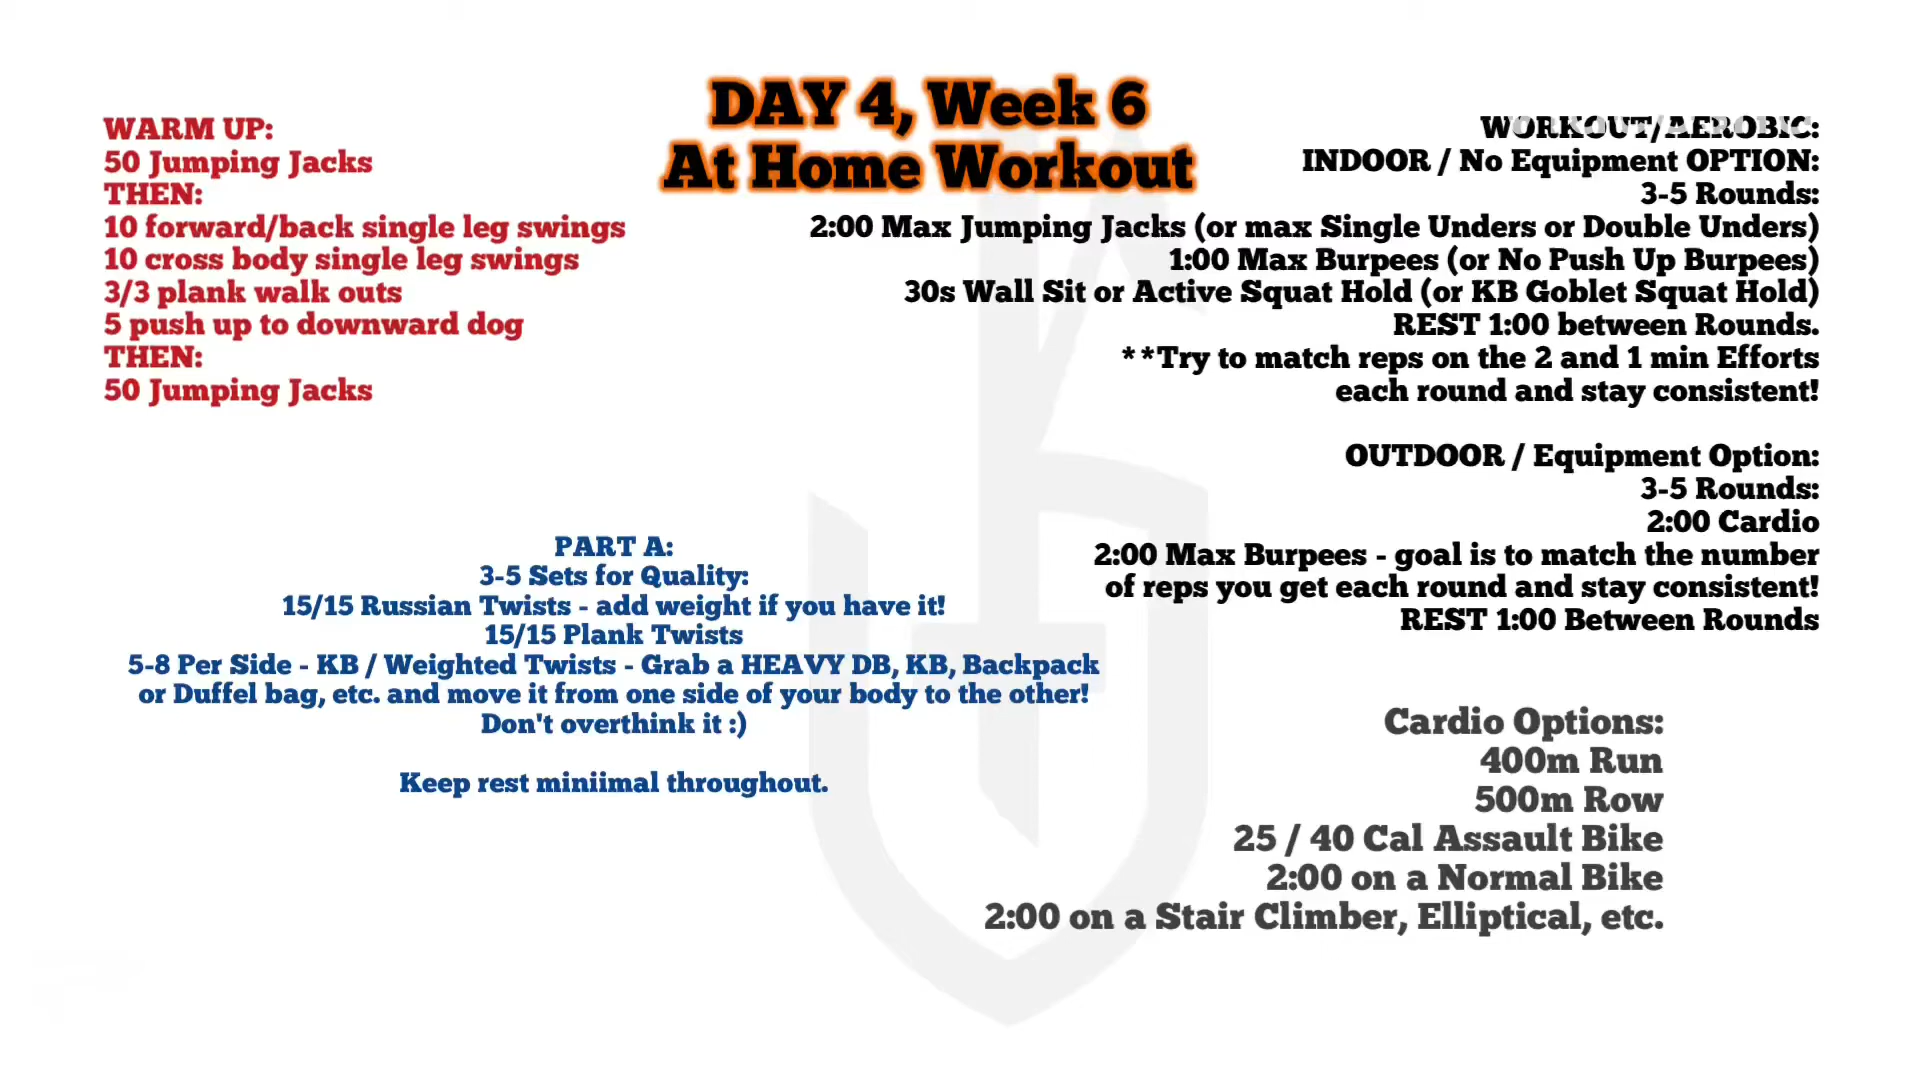 DAY 4, Week 6
At Home Workout
WARM UP:
50 Jumping Jacks
THEN:
10 forward/back single leg swings
10 cross body single leg swings
3/3 plank walk outs
5 push up to downward dog
THEN:
50 Jumping Jacks
PART A:
3-5 Sets for Quality:
15/15 Russian Twists - add weight if you have it!
15/15 Plank Twists
5-8 Per Side - KB / Weighted Twists - Grab a HEAVY DB, KB, Backpack
or Duffel bag, etc. and move it from one side of your body to the other!
Don't overthink it :)
Keep rest miniimal throughout.
WORKOUT/AEROBIC:
INDOOR / No Equipment OPTION:
3-5 Rounds:
2:00 Max Jumping Jacks (or max Single Unders or Double Unders)
1:00 Max Burpees (or No Push Up Burpees)
30s Wall Sit or Active Squat Hold (or KB Goblet Squat Hold)
REST 1:00 between Rounds.
**Try to match reps on the 2 and 1 min Efforts
each round and stay consistent!
OUTDOOR / Equipment Option:
3-5 Rounds:
2:00 Cardio
2:00 Max Burpees - goal is to match the number
of reps you get each round and stay consistent!
REST 1:00 Between Rounds
Cardio Options:
400m Run
500m Row
25 / 40 Cal Assault Bike
2:00 on a Normal Bike
2:00 on a Stair Climber, Elliptical, etc.